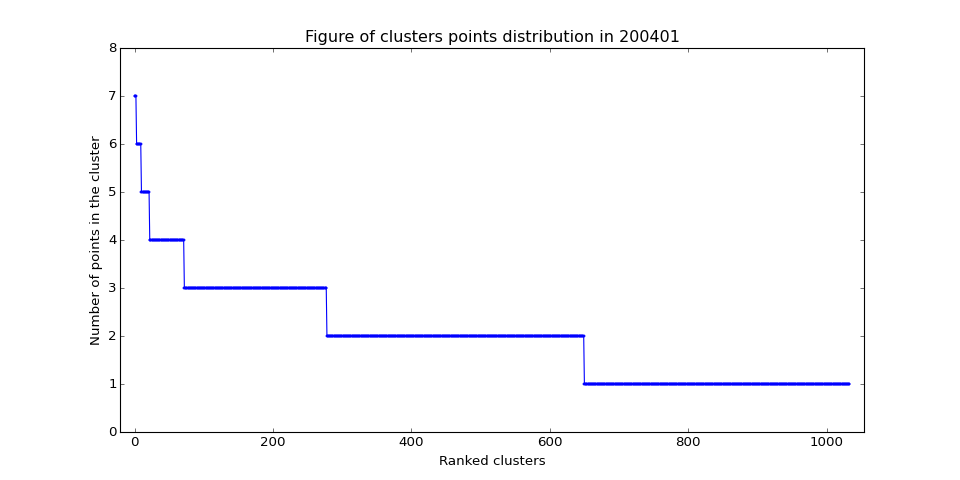 Figure of clusters points distribution in 200401
8
7
6
5
4
3
2
1
0
Number of points in the cluster
0 200 400 600 800 1000
Ranked clusters